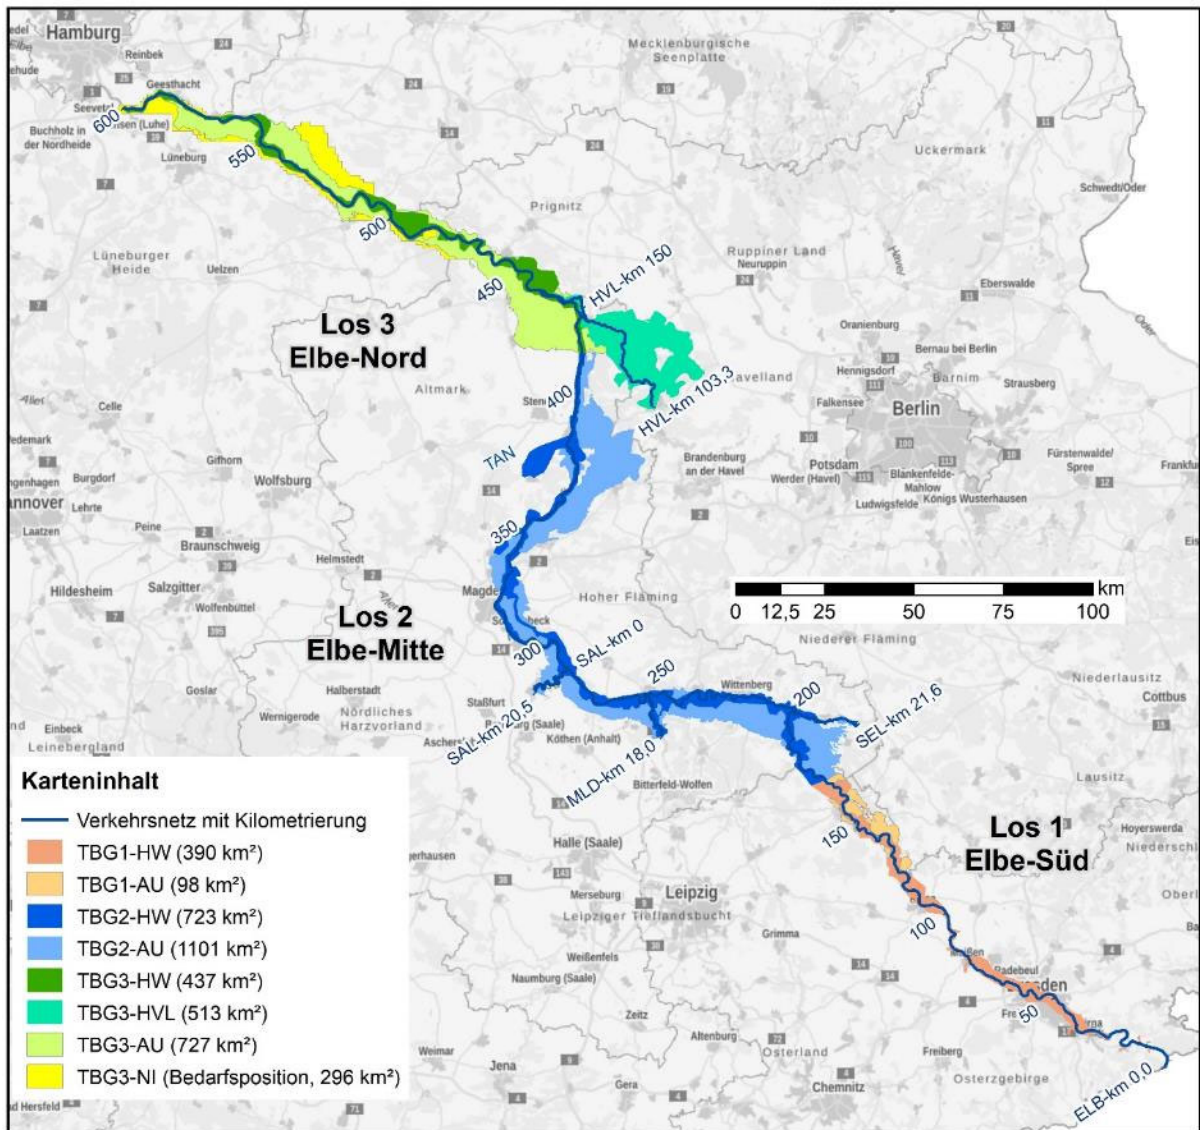 Hamburg
Reinbek
Geesthacht
Seevetal
Buchholz in
der Nordheide
Lüneburg
Mecklenburgische
Seenplatte
Uckermark
Schwedt/Oder
Prignitz
Ruppiner Land
Neuruppin
Havel
Eberswalde
Oder
Lüneburger
Heide
Uelzen
600
550
500
450
HVL-km 150
Los 3
Elbe-Nord
Oranienburg
Bernau bei Berlin
Hennigsdorf
Barnim
Strausberg
Falkensee
Berlin
Altmark
400
HVL-km 103,3
Celle
TAN
Brandenburg
an der Havel
Potsdam
Werder (Havel)
Blankenfelde-
Mahlow
Ludwigsfelde
Königs Wusterhausen
Fürstenwalde/
Spree
Gifhorn
Wolfsburg
Burgdorf
Lehrte
Peine
Laatzen
Braunschweig
Helmstedt
350
Hildesheim
Salzgitter
Wolfenbüttel
Hoher Fläming
km
0 12,5 25 50 75 100
Niederer Fläming
Los 2
Elbe-Mitte
300
SAL-km 0
250
Wittenberg
200
SEL-km 21,6
Niederlausitz
Cottbus
Goslar
Halberstadt
Wernigerode
Nördliches
Harzvorland
Staßfurt
SAL-km 20,5
Köthen (Anhalt)
MLD-km 18,0
Bitterfeld-Wolfen
Einbeck
Leinebergland
Lausitz
Hoyerswerda
150
Los 1
Elbe-Süd
Halle (Saale)
Merseburg
Leipzig
Leipziger Tieflandsbucht
Grimma
100
Weißenfels
Naumburg (Saale)
Radebeul
50
Zeitz
Altenburg
Weimar
Jena
Gera
Osterland
Chemnitz
Freiberg
Osterzgebirge
ELB-km 0,0
Karteninhalt
Verkehrsnetz mit Kilometrierung
TBG1-HW (390 km²)
TBG1-AU (98 km²)
TBG2-HW (723 km²)
TBG2-AU (1101 km²)
TBG3-HW (437 km²)
TBG3-HVL (513 km²)
TBG3-AU (727 km²)
TBG3-NI (Bedarfsposition, 296 km²)